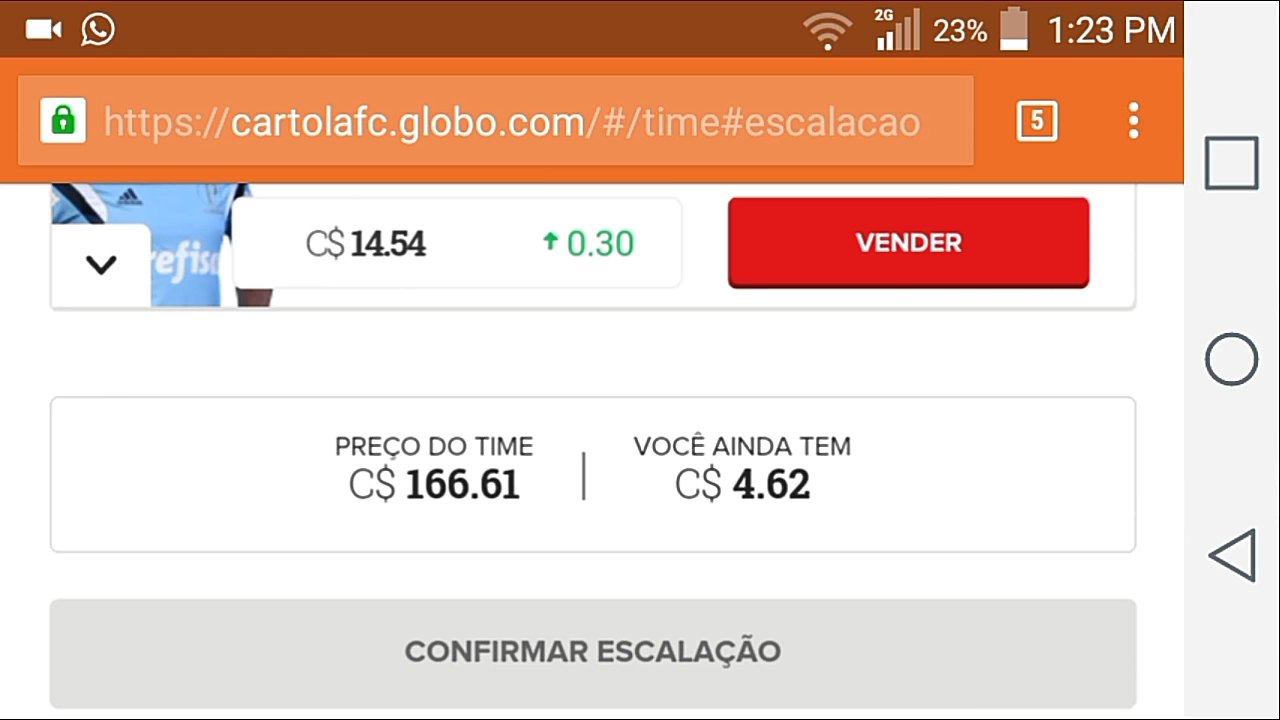 2G 23% 1:23 PM
https://cartolafc.globo.com/#/time#escalacao 5
C$ 14.54 0.30 VENDER
PREÇO DO TIME VOCÊ AINDA TEM
C$ 166.61 C$ 4.62
CONFIRMAR ESCALAÇÃO